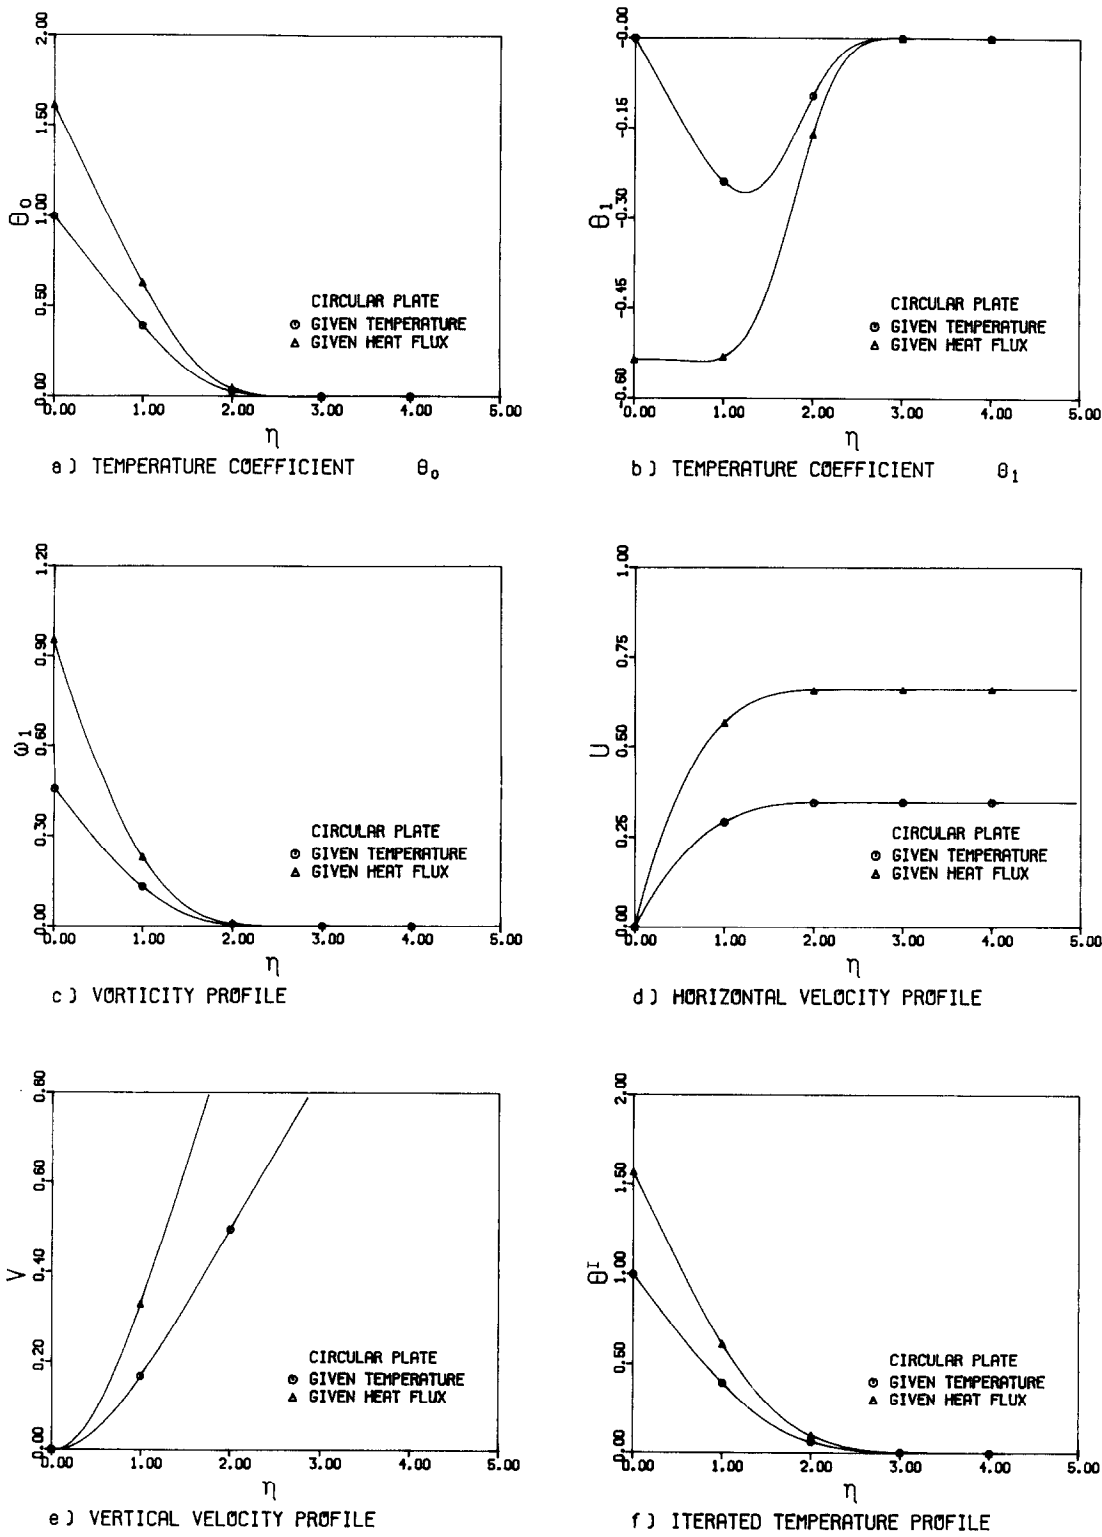 2.00
1.50
1.00
0.50
0.00
θ₀
0.00 1.00 2.00 3.00 4.00 5.00
η
CIRCULAR PLATE
GIVEN TEMPERATURE
GIVEN HEAT FLUX
a) TEMPERATURE COEFFICIENT θ₀
-0.00
-0.15
-0.30
-0.45
-0.60
θ₁
0.00 1.00 2.00 3.00 4.00 5.00
η
CIRCULAR PLATE
GIVEN TEMPERATURE
GIVEN HEAT FLUX
b) TEMPERATURE COEFFICIENT θ₁
1.20
0.90
0.60
0.30
0.00
ω₁
0.00 1.00 2.00 3.00 4.00 5.00
η
CIRCULAR PLATE
GIVEN TEMPERATURE
GIVEN HEAT FLUX
c) VORTICITY PROFILE
1.00
0.75
0.50
0.25
0.00
U
0.00 1.00 2.00 3.00 4.00 5.00
η
CIRCULAR PLATE
GIVEN TEMPERATURE
GIVEN HEAT FLUX
d) HORIZONTAL VELOCITY PROFILE
0.80
0.60
0.40
0.20
0.00
V
0.00 1.00 2.00 3.00 4.00 5.00
η
CIRCULAR PLATE
GIVEN TEMPERATURE
GIVEN HEAT FLUX
e) VERTICAL VELOCITY PROFILE
2.00
1.50
1.00
0.50
0.00
θᴵ
0.00 1.00 2.00 3.00 4.00 5.00
η
CIRCULAR PLATE
GIVEN TEMPERATURE
GIVEN HEAT FLUX
f) ITERATED TEMPERATURE PROFILE